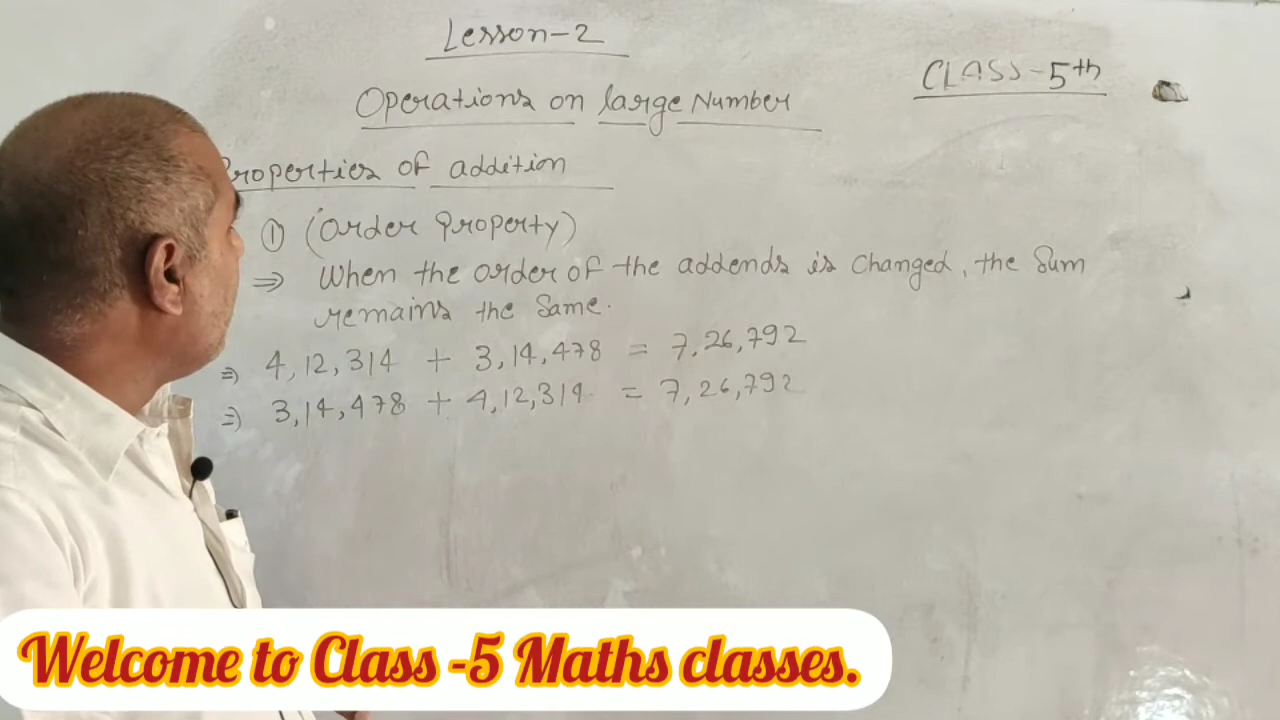 Lesson-2
CLASS-5th
Operations on large Number
Properties of addition
① (Order Property)
⇒ When the order of the addends is changed, the Sum
remains the Same.
⇒ 4,12,314 + 3,14,478 = 7,26,792
⇒ 3,14,478 + 4,12,314 = 7,26,792
Welcome to Class -5 Maths classes.